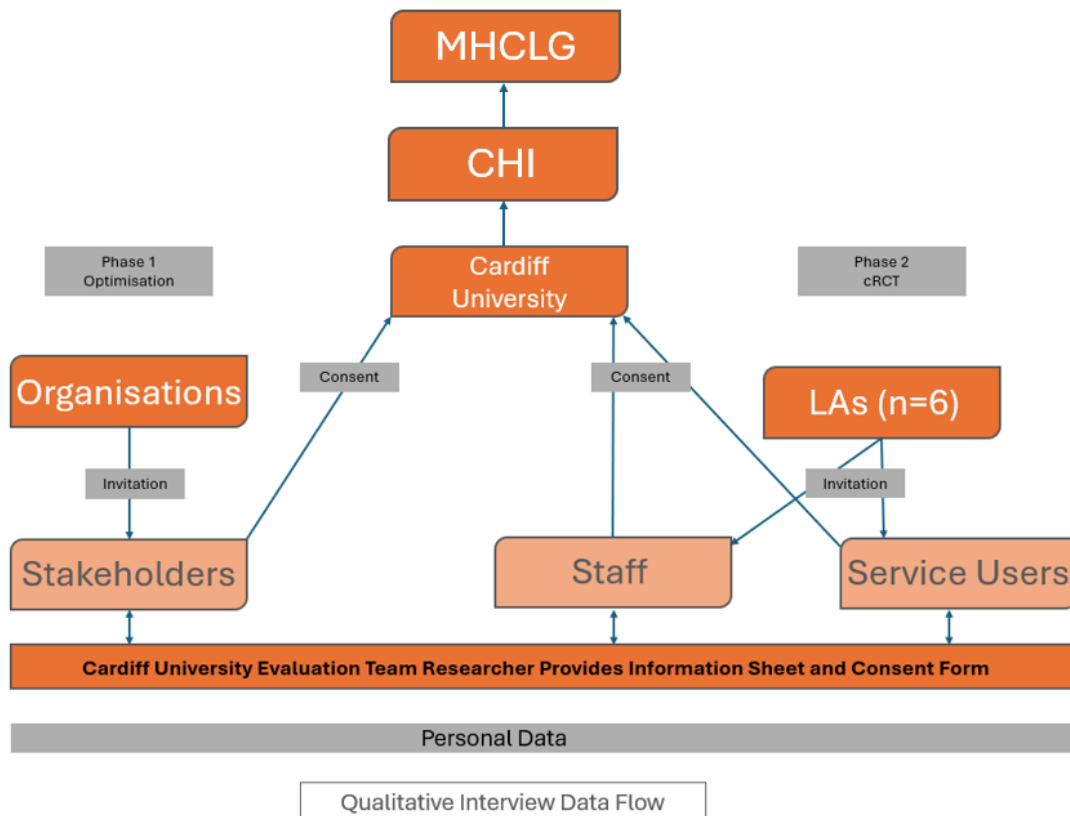 MHCLG
CHI
Phase 1
Optimisation
Cardiff
University
Phase 2
cRCT
Organisations
Consent
Consent
LAs (n=6)
Invitation
Invitation
Stakeholders
Staff
Service Users
Cardiff University Evaluation Team Researcher Provides Information Sheet and Consent Form
Personal Data
Qualitative Interview Data Flow